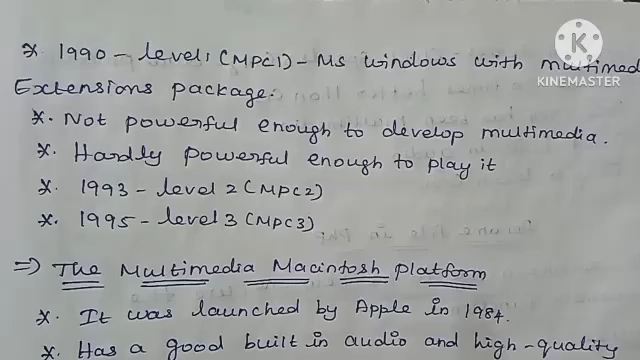 * 1990 - level 1 (MPC1) - Ms windows with multimed
Extensions package.
*. Not powerful enough to develop multimedia.
*. Hardly powerful enough to play it
*. 1993 - level 2 (MPC2)
*. 1995 - level 3 (MPC3)
⇒ The Multimedia Macintosh platform
*. It was launched by Apple in 1984.
*. Has a good built in audio and high-quality
K
KINEMASTER